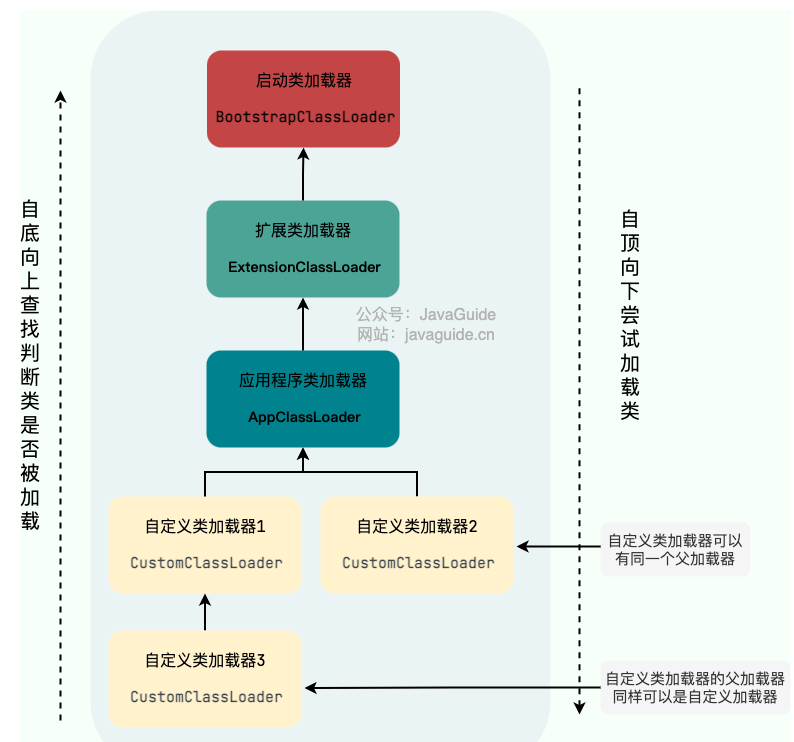 启动类加载器
BootstrapClassLoader
扩展类加载器
ExtensionClassLoader
公众号：JavaGuide
网站：javaguide.cn
应用程序类加载器
AppClassLoader
自底向上查找判断类是否被加载
自顶向下尝试加载类
自定义类加载器1
CustomClassLoader
自定义类加载器2
CustomClassLoader
自定义类加载器可以
有同一个父加载器
自定义类加载器3
CustomClassLoader
自定义类加载器的父加载器
同样可以是自定义加载器